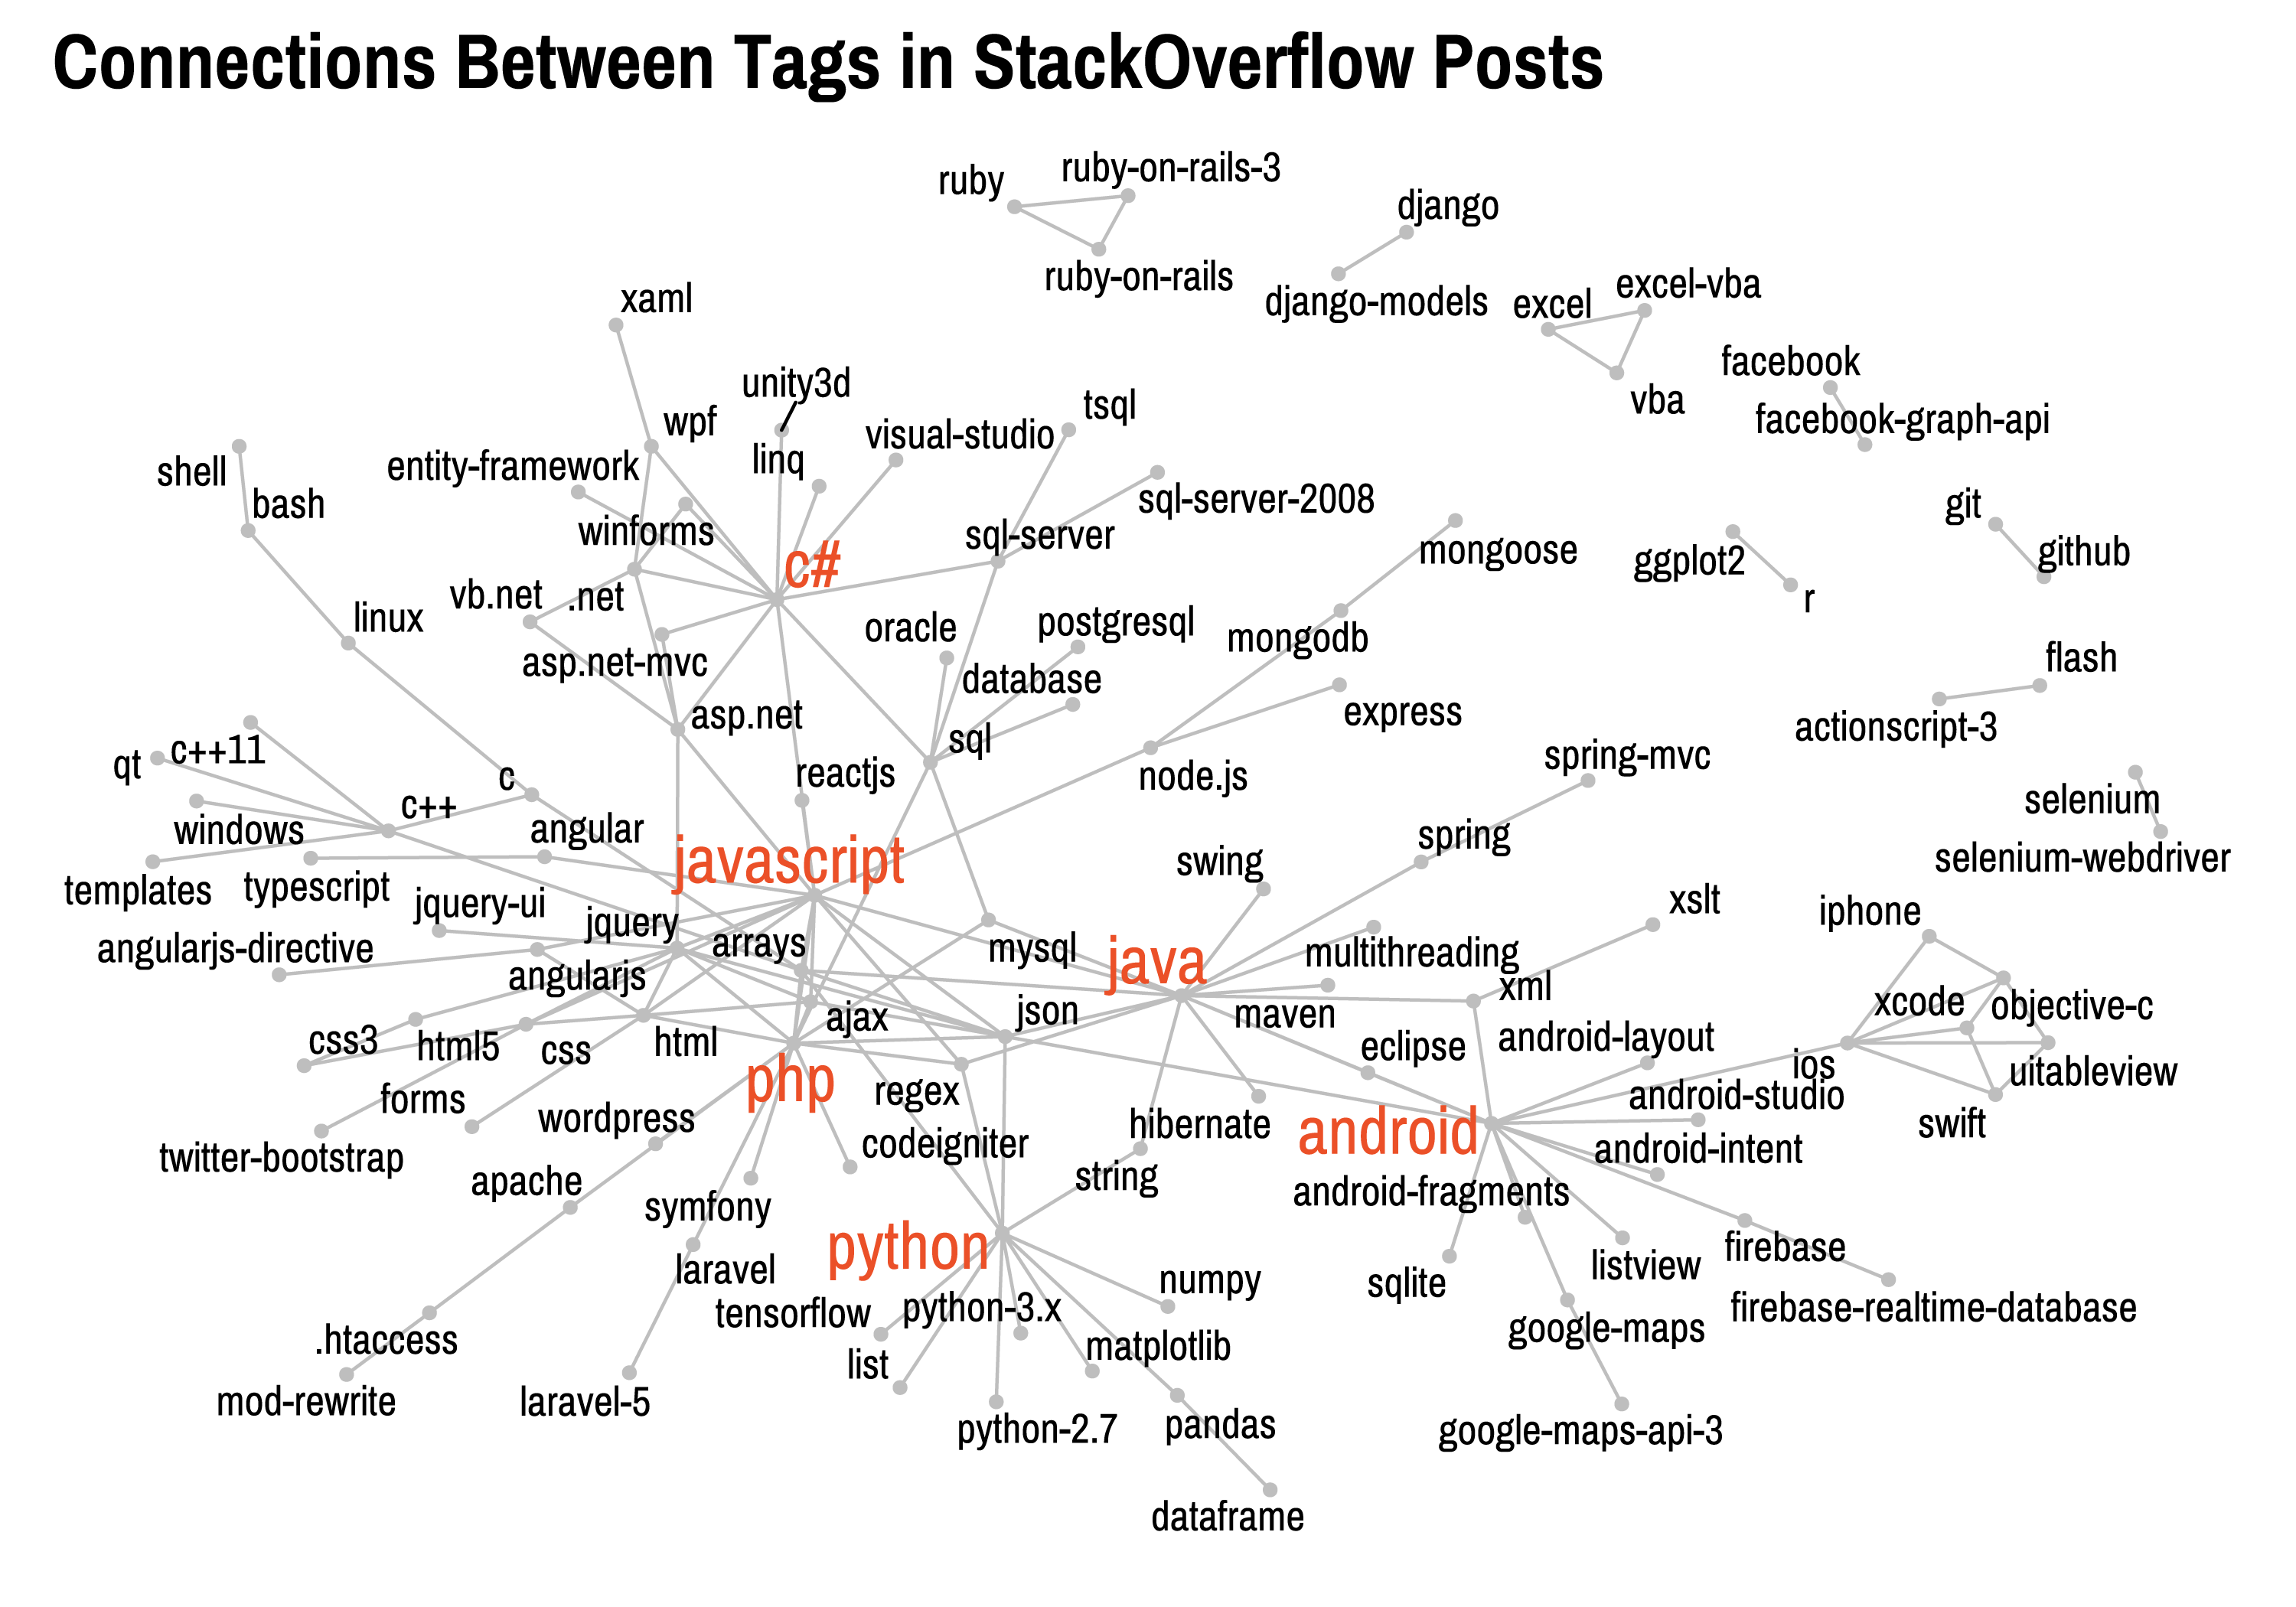 Connections Between Tags in StackOverflow Posts
ruby
ruby-on-rails-3
ruby-on-rails
django
django-models
excel
excel-vba
vba
xaml
facebook
facebook-graph-api
unity3d
tsql
wpf
visual-studio
linq
entity-framework
shell
bash
winforms
sql-server-2008
sql-server
git
github
mongoose
ggplot2
r
c#
vb.net
.net
linux
oracle
postgresql
mongodb
asp.net-mvc
database
flash
actionscript-3
asp.net
express
sql
c++11
qt
c
reactjs
node.js
spring-mvc
selenium
selenium-webdriver
c++
windows
angular
javascript
spring
swing
templates
typescript
jquery-ui
jquery
xslt
iphone
arrays
mysql
java
multithreading
angularjs-directive
angularjs
xml
xcode
objective-c
json
ajax
maven
css3
html5
css
html
eclipse
android-layout
ios
uitableview
php
regex
forms
android-studio
wordpress
hibernate
android
swift
codeigniter
twitter-bootstrap
android-intent
string
apache
android-fragments
symfony
python
firebase
listview
laravel
numpy
sqlite
tensorflow
python-3.x
firebase-realtime-database
google-maps
.htaccess
matplotlib
list
mod-rewrite
laravel-5
python-2.7
pandas
google-maps-api-3
dataframe